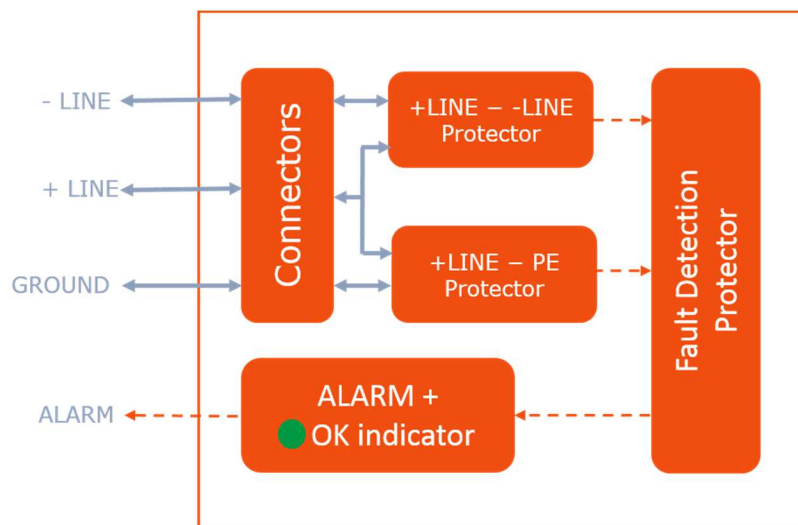 - LINE
+ LINE
GROUND
ALARM
Connectors
+LINE – -LINE
Protector
+LINE – PE
Protector
Fault Detection
Protector
ALARM +
OK indicator